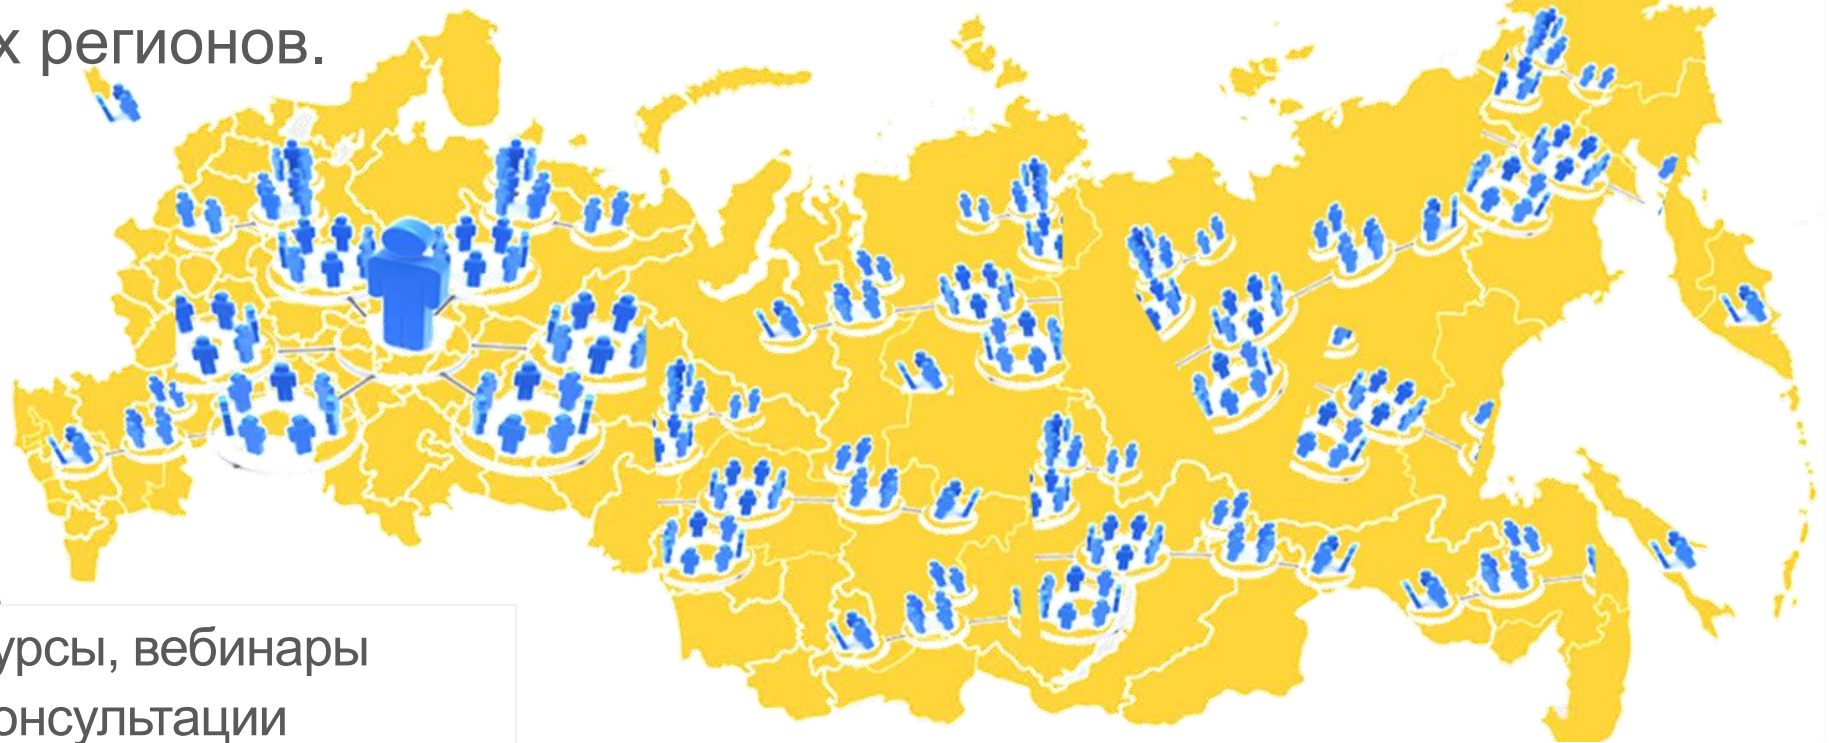 х регионов.
урсы, вебинары
онсультации